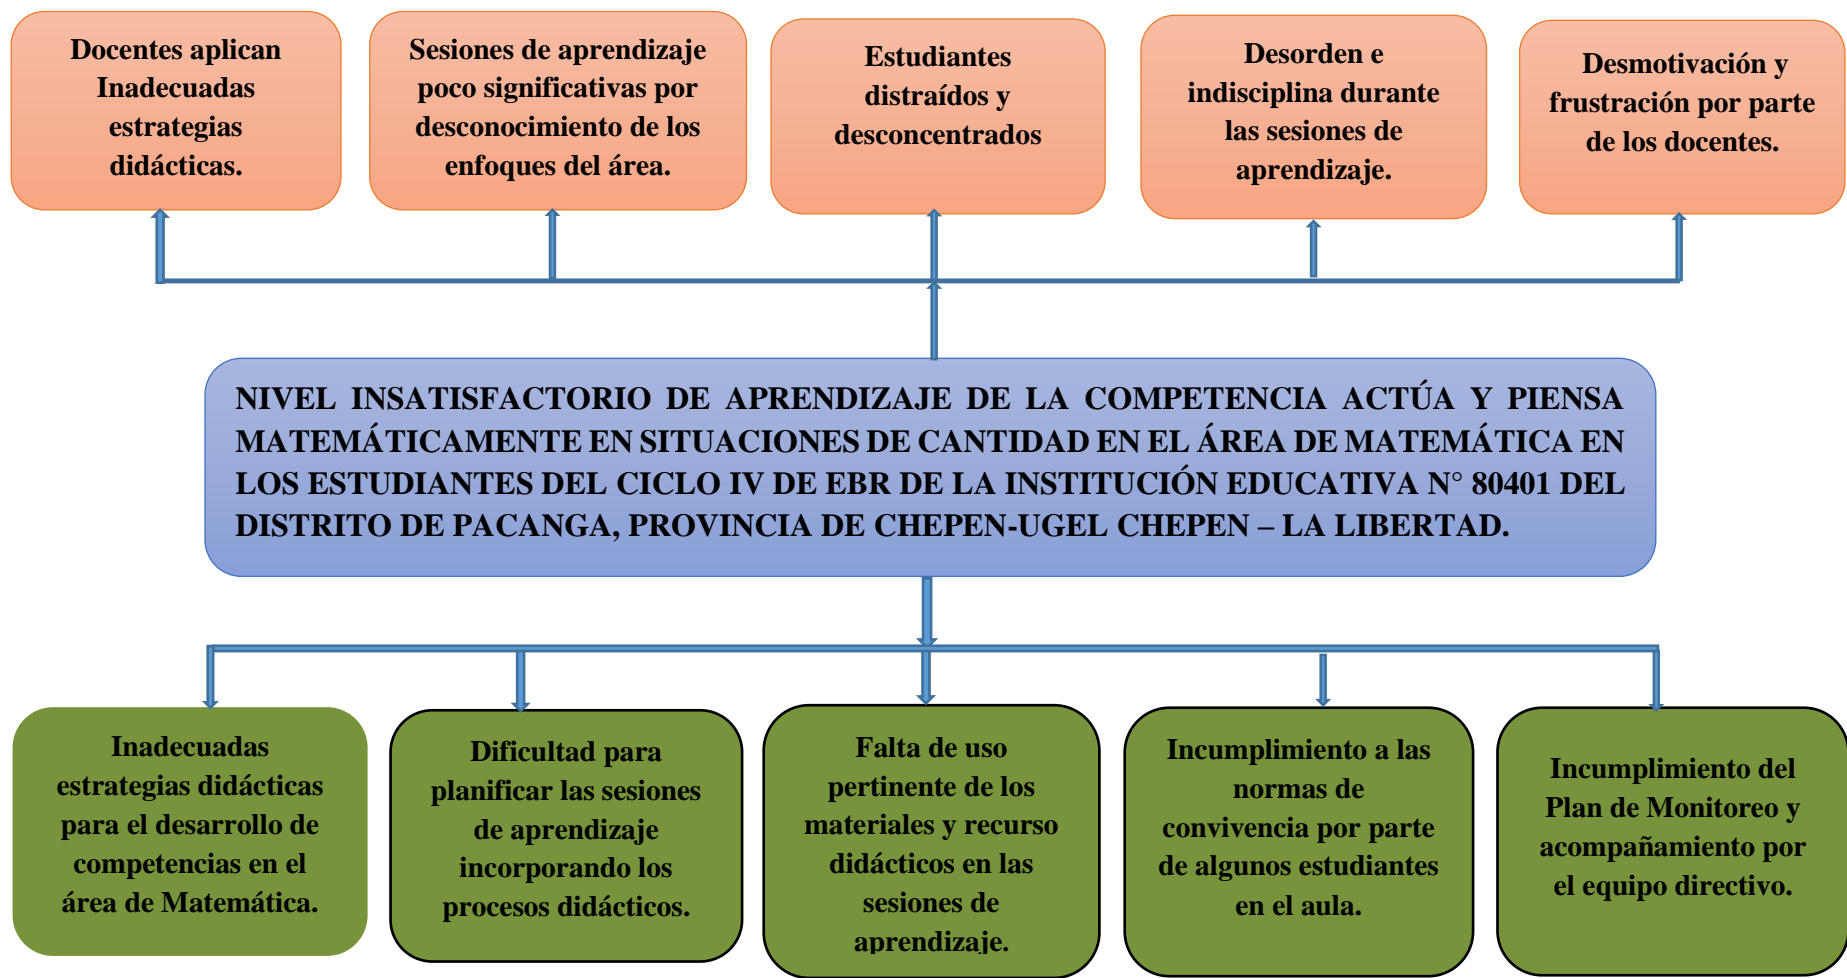 Docentes aplican
Inadecuadas
estrategias
didácticas.
Sesiones de aprendizaje
poco significativas por
desconocimiento de los
enfoques del área.
Estudiantes
distraídos y
desconcentrados
Desorden e
indisciplina durante
las sesiones de
aprendizaje.
Desmotivación y
frustración por parte
de los docentes.
NIVEL INSATISFACTORIO DE APRENDIZAJE DE LA COMPETENCIA ACTÚA Y PIENSA
MATEMÁTICAMENTE EN SITUACIONES DE CANTIDAD EN EL ÁREA DE MATEMÁTICA EN
LOS ESTUDIANTES DEL CICLO IV DE EBR DE LA INSTITUCIÓN EDUCATIVA N° 80401 DEL
DISTRITO DE PACANGA, PROVINCIA DE CHEPEN-UGEL CHEPEN – LA LIBERTAD.
Inadecuadas
estrategias didácticas
para el desarrollo de
competencias en el
área de Matemática.
Dificultad para
planificar las sesiones
de aprendizaje
incorporando los
procesos didácticos.
Falta de uso
pertinente de los
materiales y recurso
didácticos en las
sesiones de
aprendizaje.
Incumplimiento a las
normas de
convivencia por parte
de algunos estudiantes
en el aula.
Incumplimiento del
Plan de Monitoreo y
acompañamiento por
el equipo directivo.